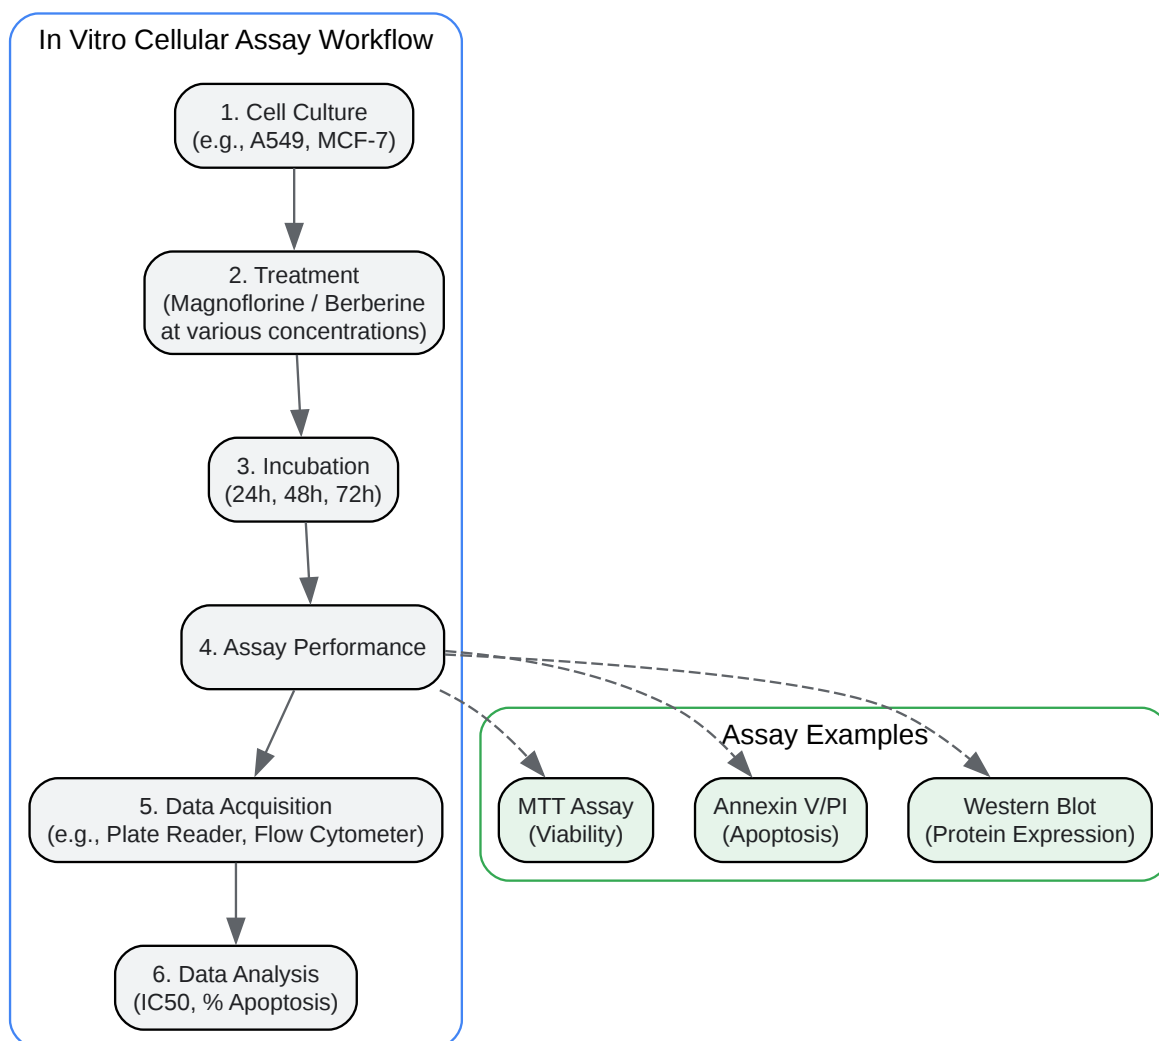 In Vitro Cellular Assay Workflow
1. Cell Culture
(e.g., A549, MCF-7)
2. Treatment
(Magnoflorine / Berberine
at various concentrations)
3. Incubation
(24h, 48h, 72h)
4. Assay Performance
Assay Examples
MTT Assay
(Viability)
Annexin V/PI
(Apoptosis)
Western Blot
(Protein Expression)
5. Data Acquisition
(e.g., Plate Reader, Flow Cytometer)
6. Data Analysis
(IC50, % Apoptosis)